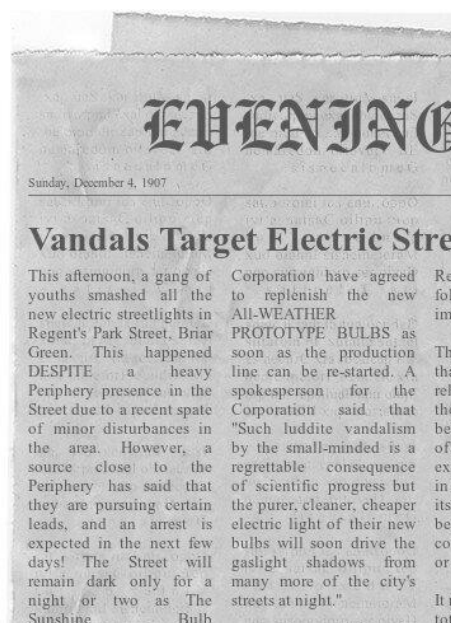 EVENING
Sunday, December 4, 1907
Vandals Target Electric Stre
This afternoon, a gang of
youths smashed all the
new electric streetlights in
Regent's Park Street, Briar
Green. This happened
DESPITE a heavy
Periphery presence in the
Street due to a recent spate
of minor disturbances in
the area. However, a
source close to the
Periphery has said that
they are pursuing certain
leads, and an arrest is
expected in the next few
days! The Street will
remain dark only for a
night or two as The
Sunshine Bulb
Corporation have agreed
to replenish the new
All-WEATHER
PROTOTYPE BULBS as
soon as the production
line can be re-started. A
spokesperson for the
Corporation said that
"Such luddite vandalism
by the small-minded is a
regrettable consequence
of scientific progress but
the purer, cleaner, cheaper
electric light of their new
bulbs will soon drive the
gaslight shadows from
many more of the city's
streets at night."
Re
fol
im
Th
tha
rel
the
be
of
ex
in
its
be
co
or
It
tot